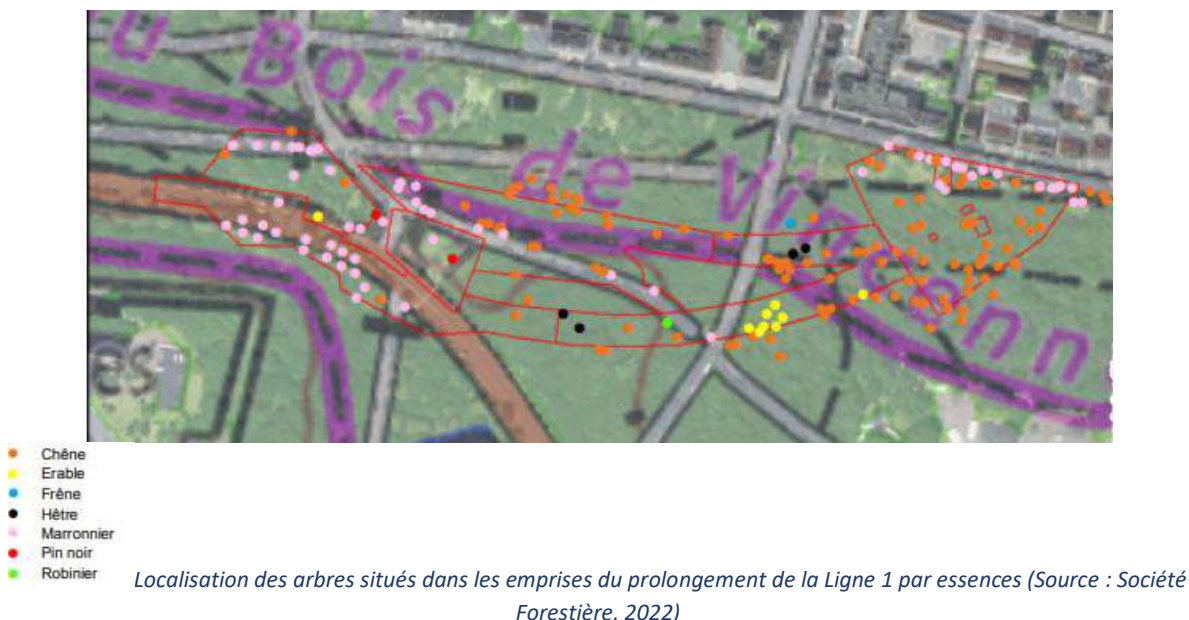 u Bois
de Vincenn
es
Chêne
Erable
Frêne
Hêtre
Marronnier
Pin noir
Robinier
Localisation des arbres situés dans les emprises du prolongement de la Ligne 1 par essences (Source : Société
Forestière, 2022)